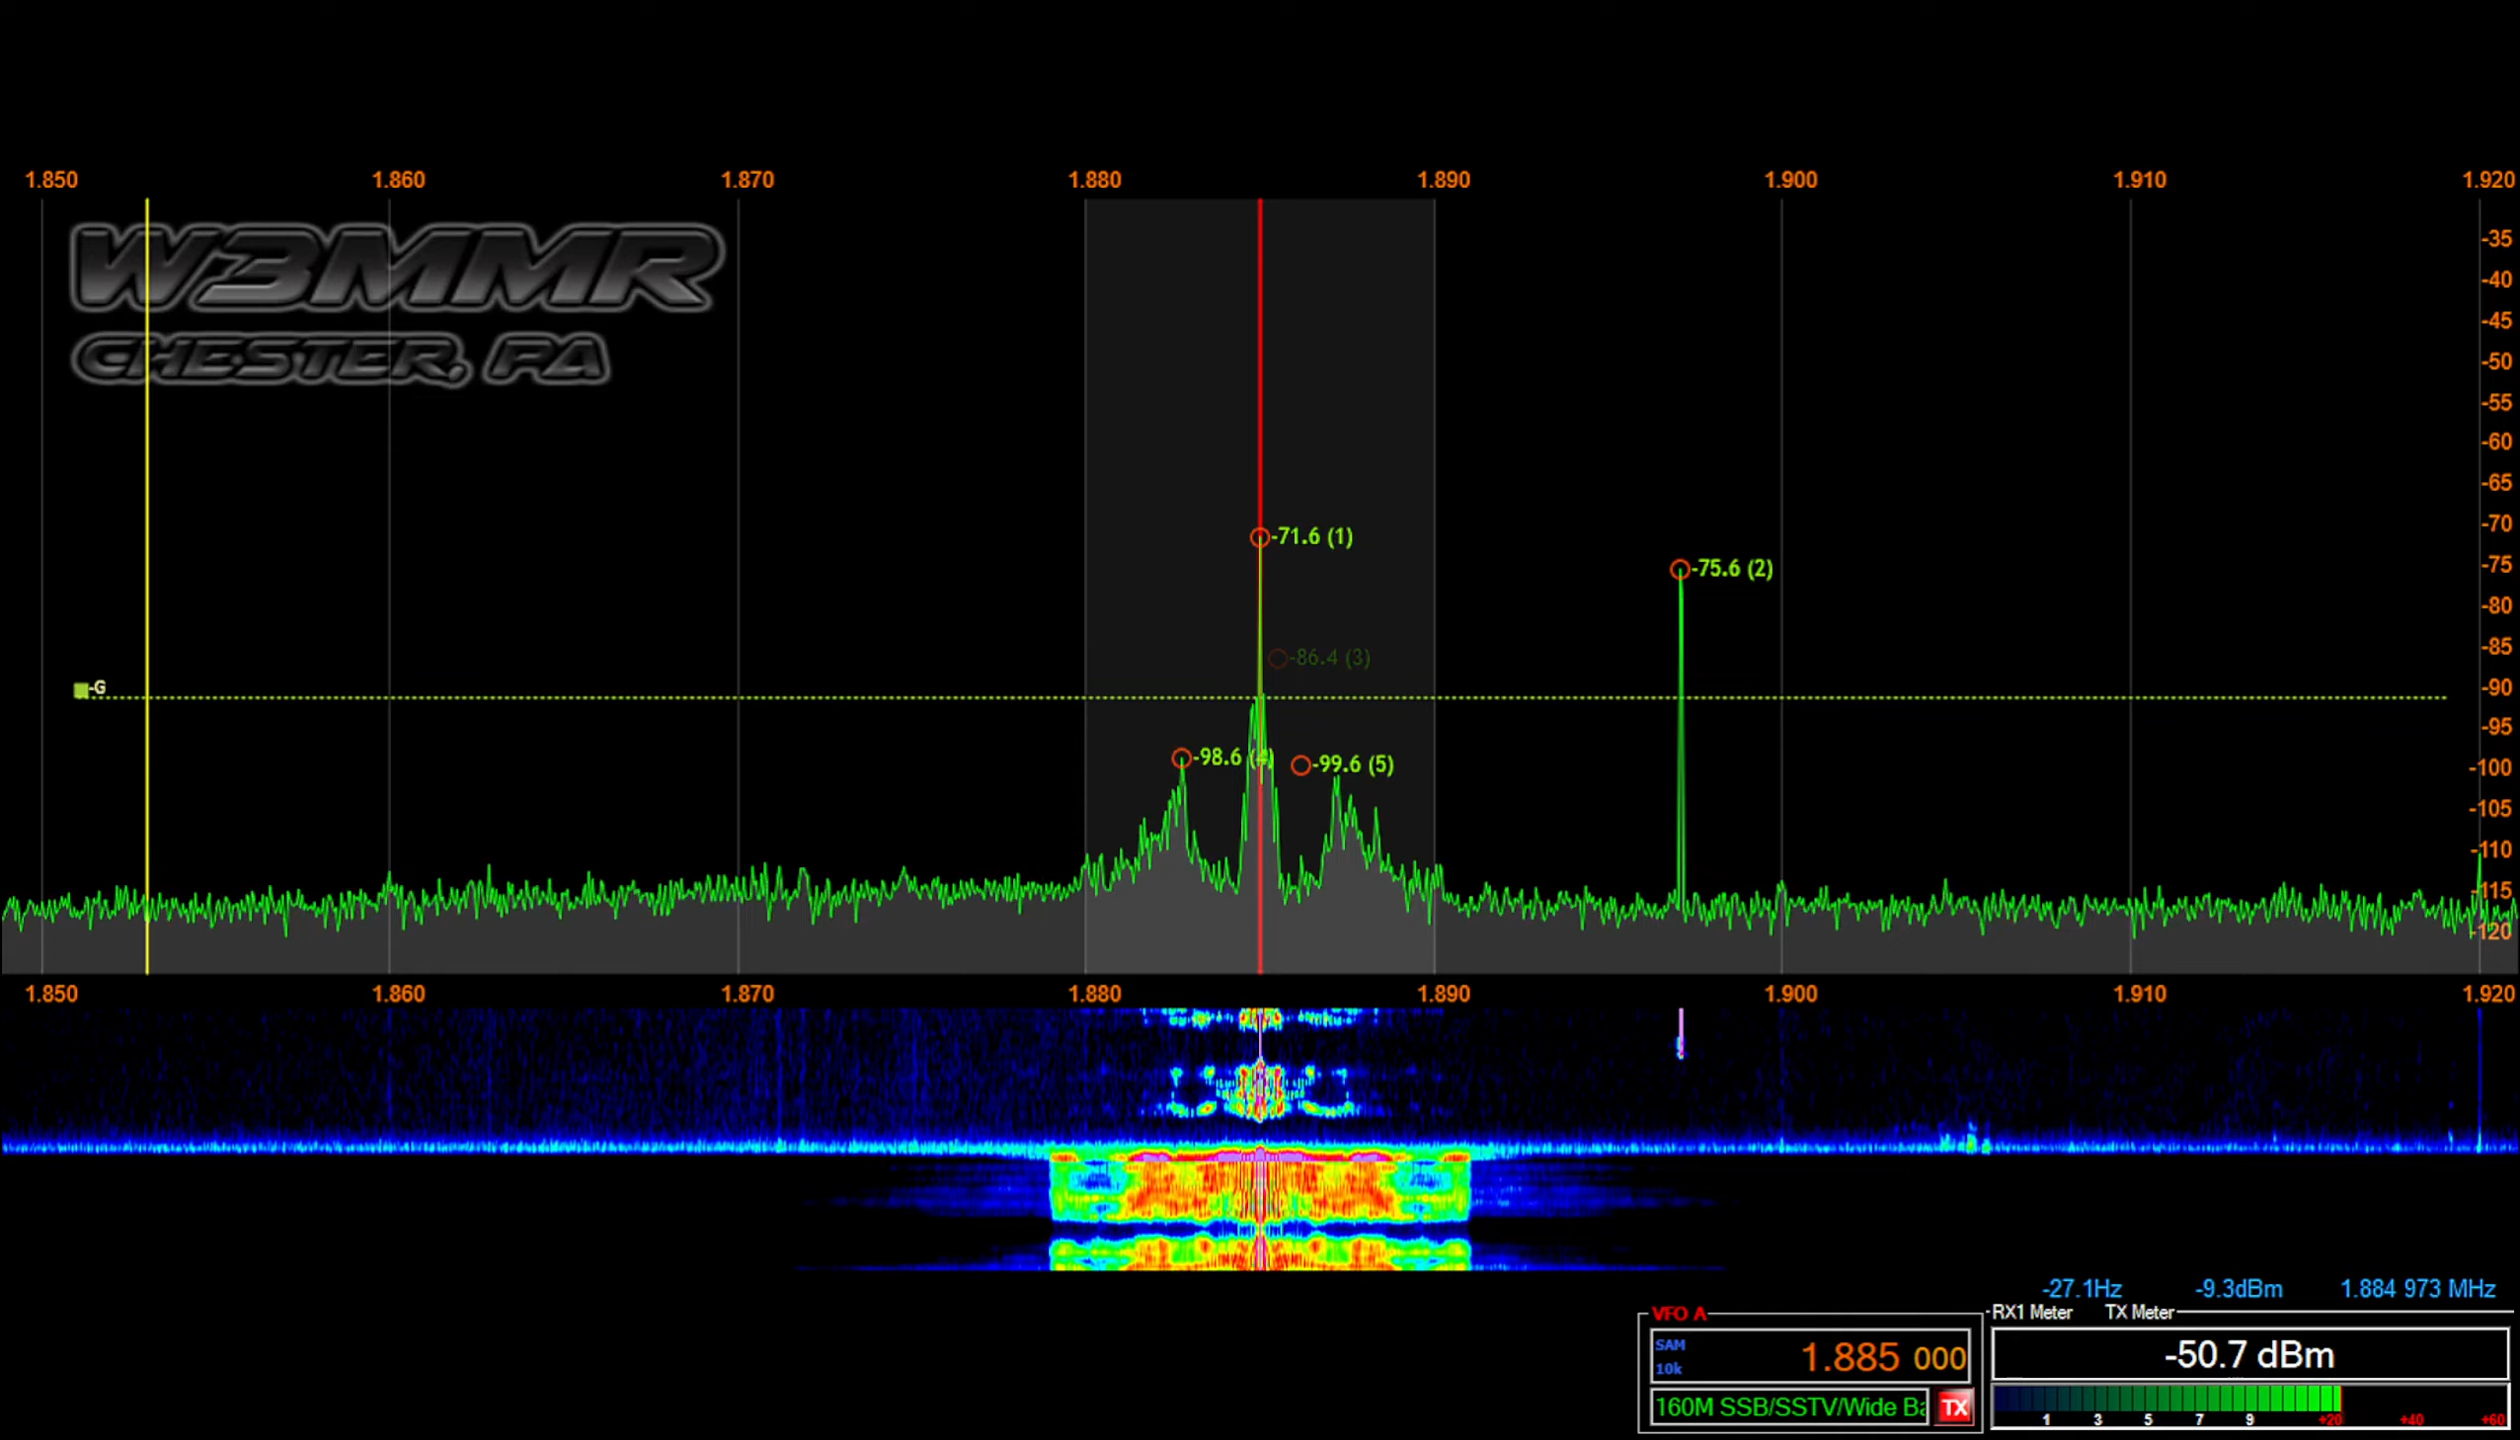 1.850 1.860 1.870 1.880 1.890 1.900 1.910 1.920
W3MMR
CHESTER, PA
-35
-40
-45
-50
-55
-60
-65
-70
-71.6 (1)
-75.6 (2)
-75
-80
-86.4 (3)
-85
-G
-90
-95
-98.6 (4)
-99.6 (5)
-100
-105
-110
-115
-120
1.850 1.860 1.870 1.880 1.890 1.900 1.910 1.920
-27.1Hz -9.3dBm 1.884 973 MHz
VFO A
RX1 Meter TX Meter
SAM
10k
1.885 000
-50.7 dBm
160M SSB/SSTV/Wide Ba
TX
1 3 5 7 9 +20 +40 +60